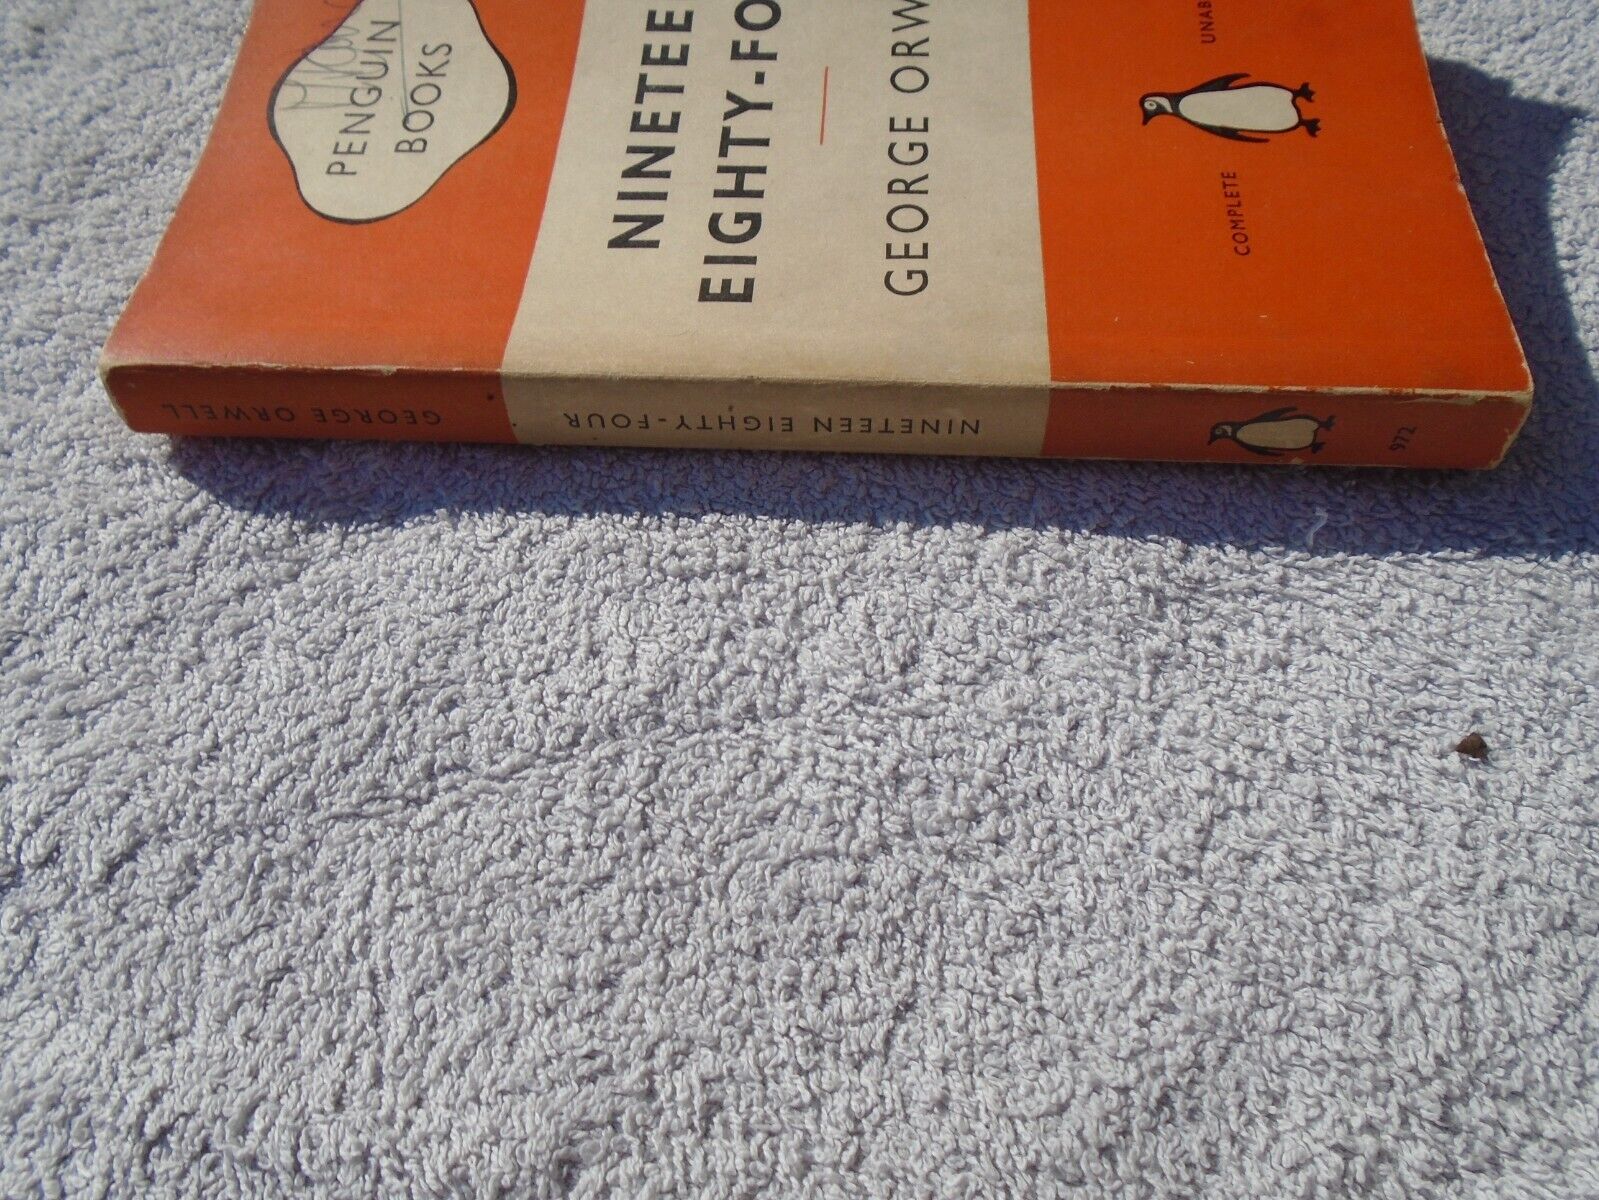 PENGUIN
BOOKS
NINETEE
EIGHTY-FO
GEORGE ORW
COMPLETE
UNAB
GEORGE ORWELL
NINETEEN EIGHTY-FOUR
972